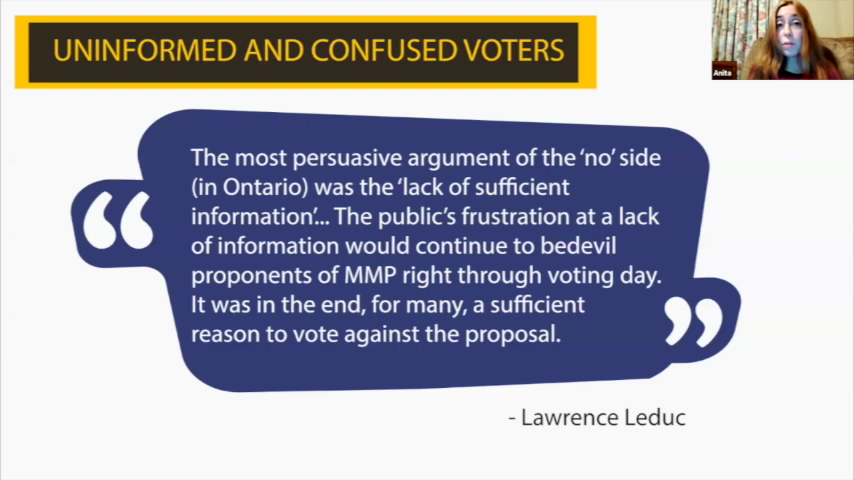 UNINFORMED AND CONFUSED VOTERS
Anita
The most persuasive argument of the ‘no’ side
(in Ontario) was the ‘lack of sufficient
information’... The public’s frustration at a lack
of information would continue to bedevil
proponents of MMP right through voting day.
It was in the end, for many, a sufficient
reason to vote against the proposal.
- Lawrence Leduc